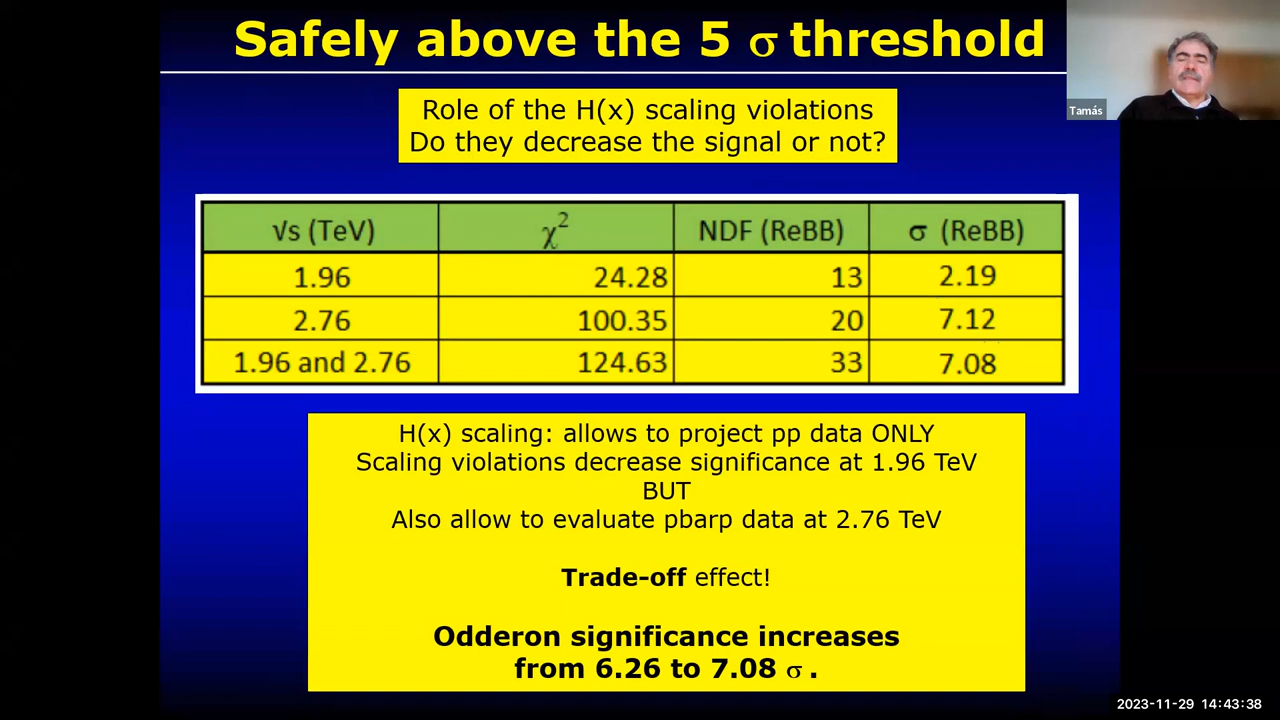 Safely above the 5 σ threshold
Tamás
Role of the H(x) scaling violations
Do they decrease the signal or not?
√s (TeV) χ² NDF (ReBB) σ (ReBB)
1.96 24.28 13 2.19
2.76 100.35 20 7.12
1.96 and 2.76 124.63 33 7.08
H(x) scaling: allows to project pp data ONLY
Scaling violations decrease significance at 1.96 TeV
BUT
Also allow to evaluate pbarp data at 2.76 TeV
Trade-off effect!
Odderon significance increases
from 6.26 to 7.08 σ .
2023-11-29 14:43:38